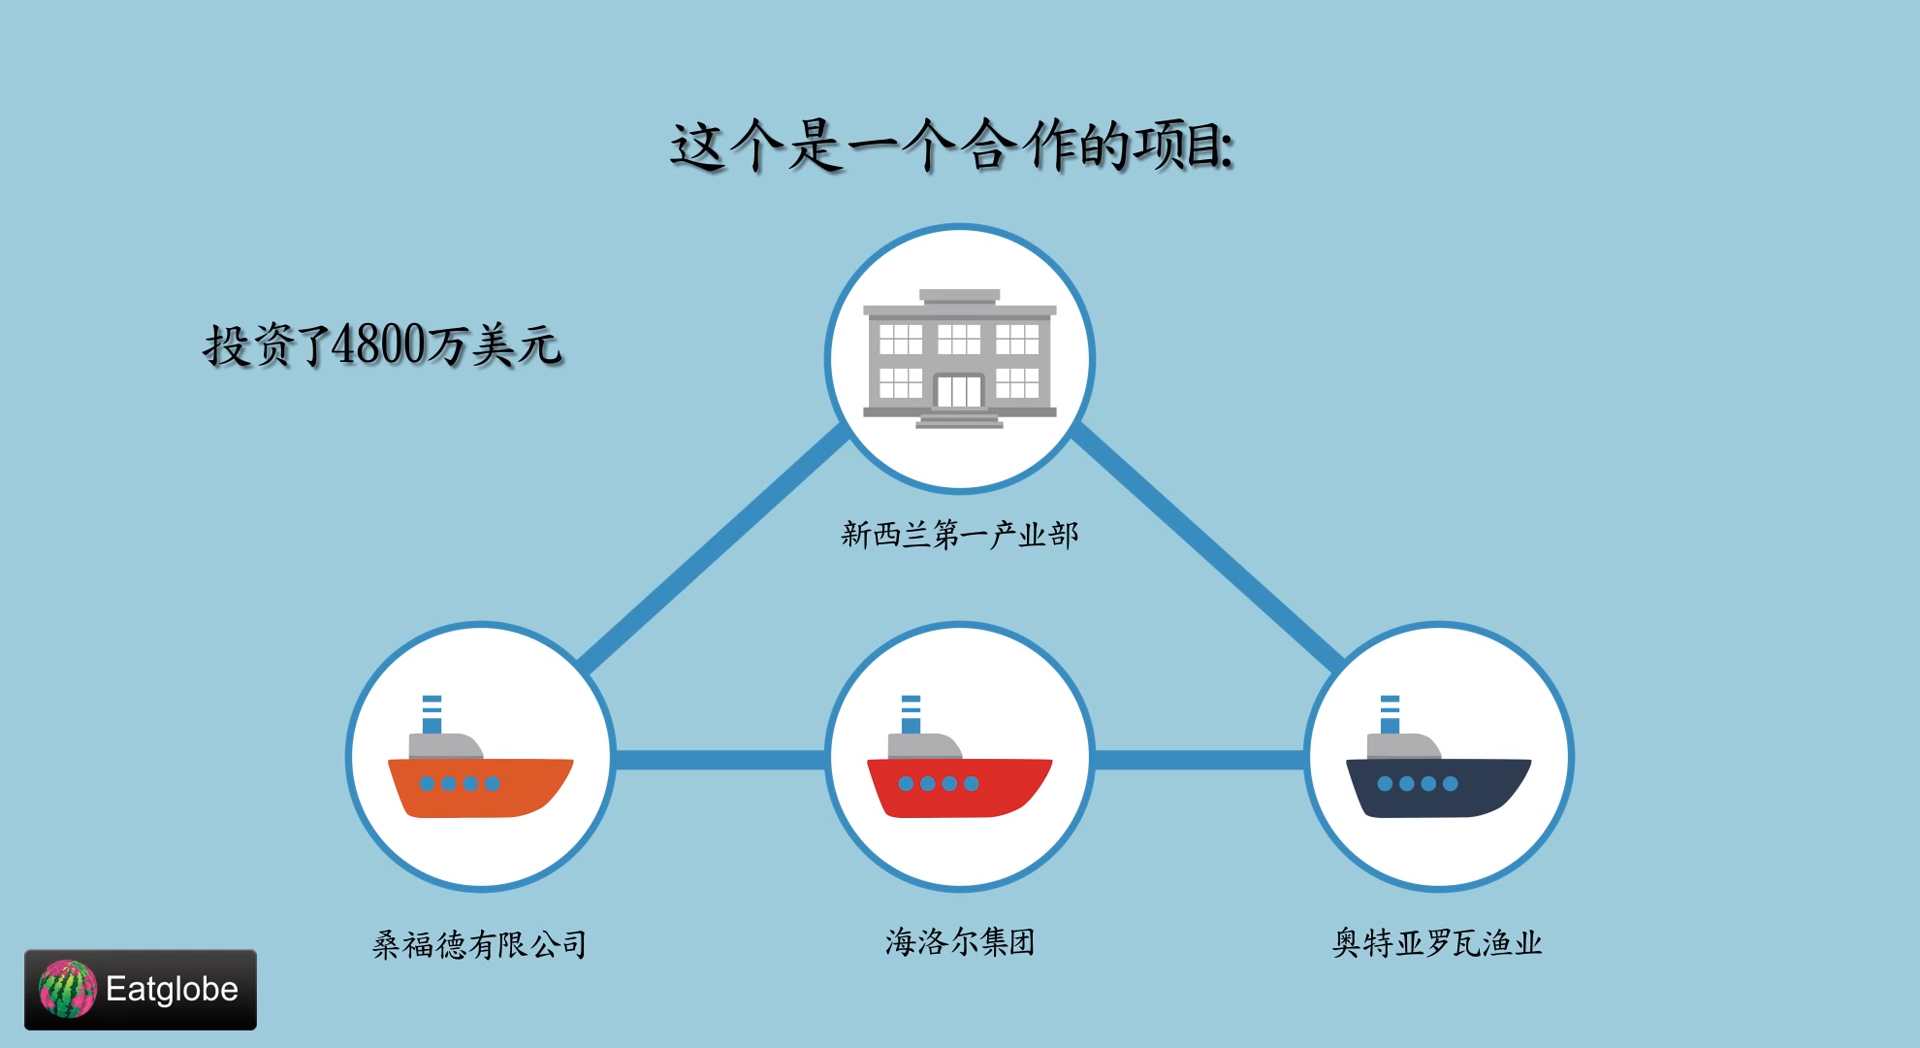 这个是一个合作的项目:
投资了4800万美元
新西兰第一产业部
桑福德有限公司
海洛尔集团
奥特亚罗瓦渔业
Eatglobe